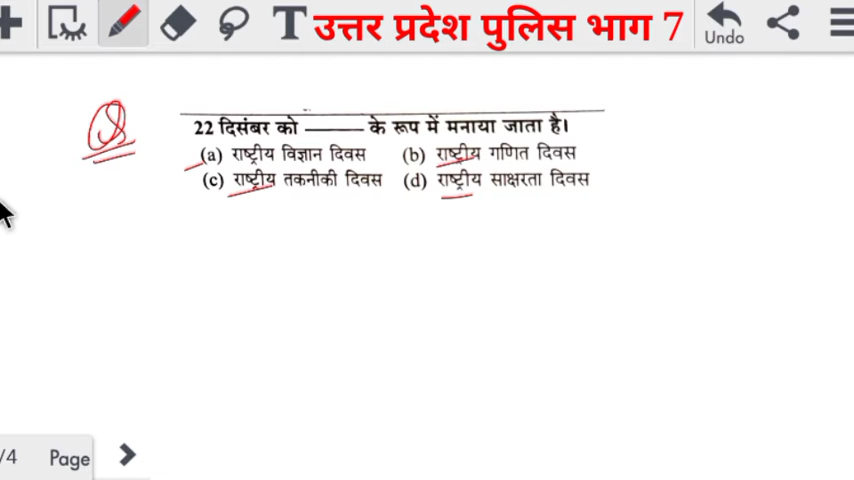 T उत्तर प्रदेश पुलिस भाग 7
Undo
Q
22 दिसंबर को ——— के रूप में मनाया जाता है।
(a) राष्ट्रीय विज्ञान दिवस (b) राष्ट्रीय गणित दिवस
(c) राष्ट्रीय तकनीकी दिवस (d) राष्ट्रीय साक्षरता दिवस
/4 Page